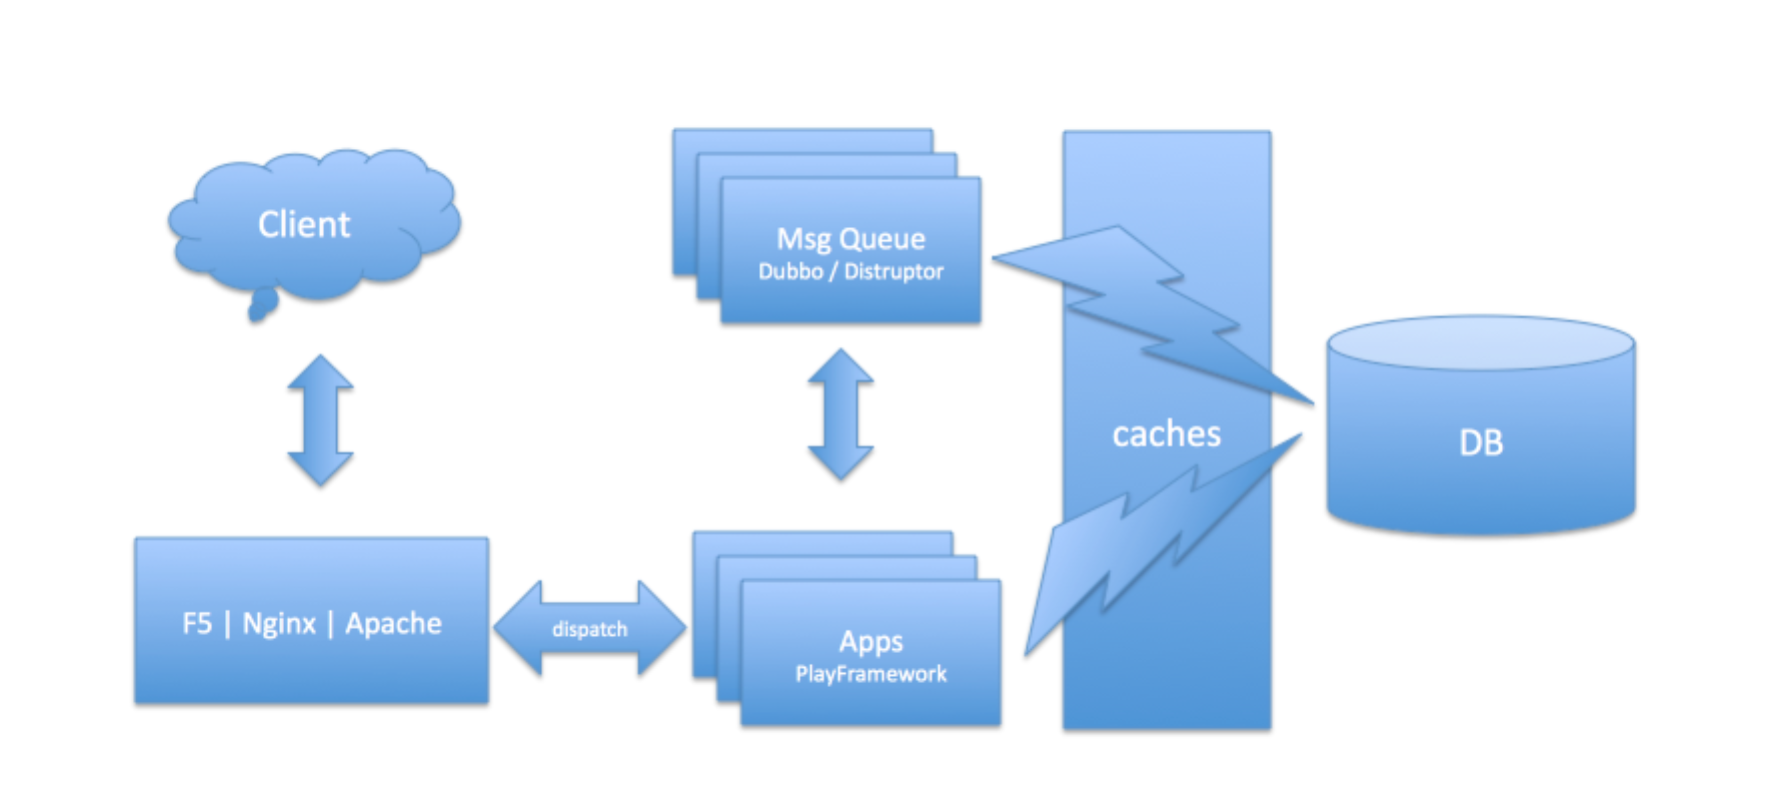 Client
Msg Queue
Dubbo / Distruptor
caches
DB
F5 | Nginx | Apache
dispatch
Apps
PlayFramework